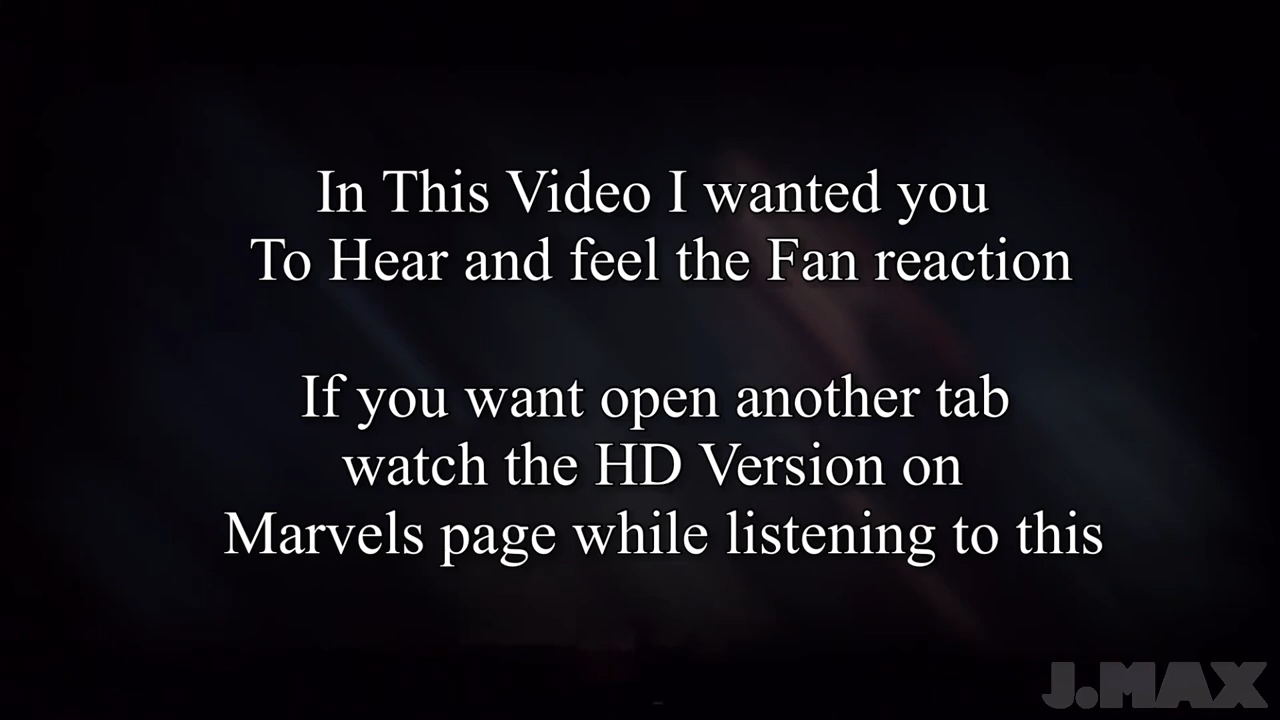 In This Video I wanted you
To Hear and feel the Fan reaction
If you want open another tab
watch the HD Version on
Marvels page while listening to this
J.MAX